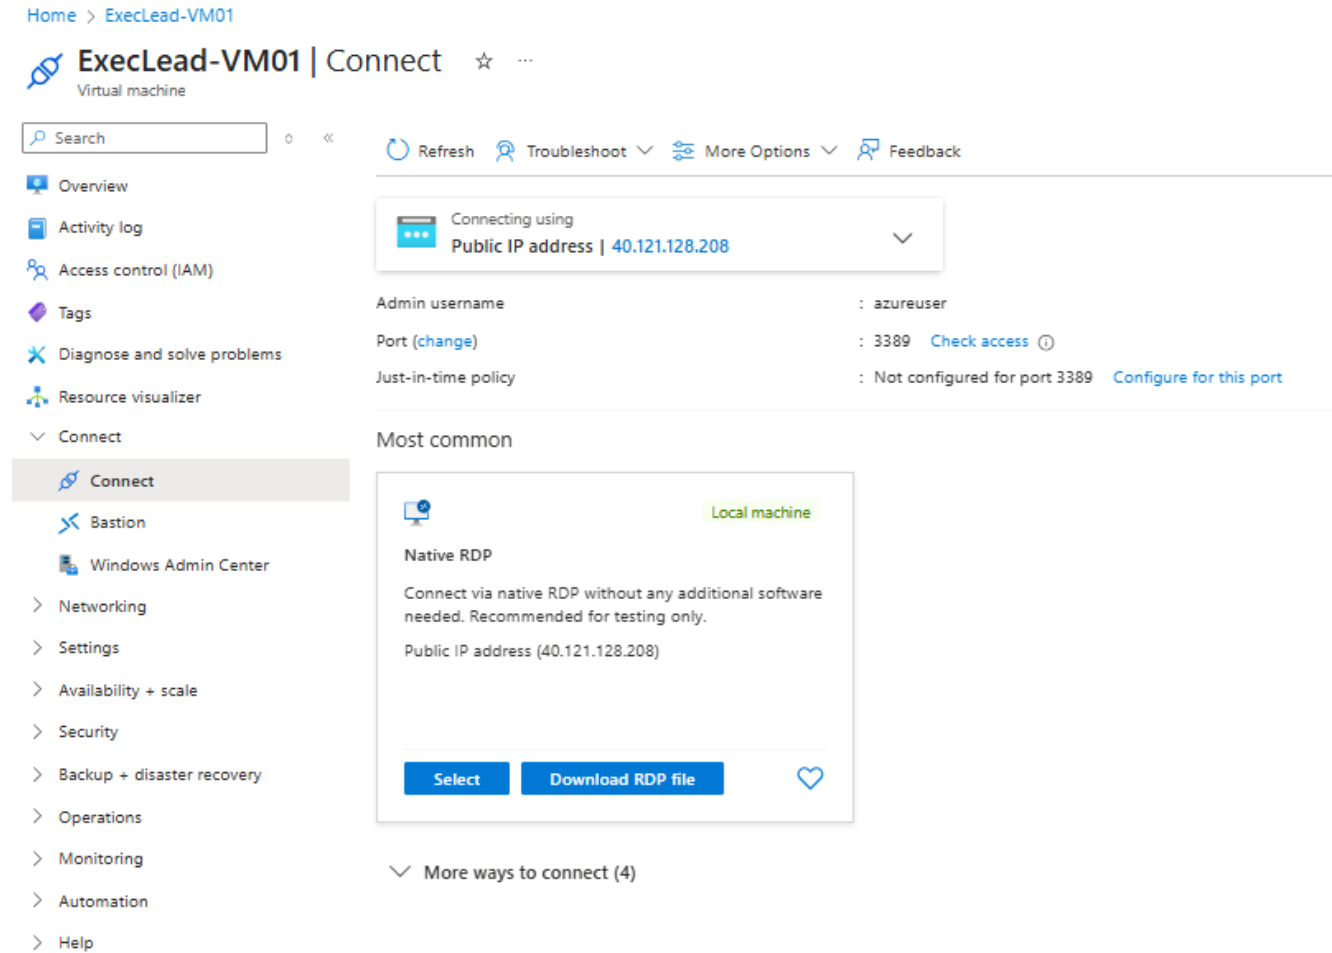 Home > ExecLead-VM01
ExecLead-VM01 | Connect ☆ ...
Virtual machine
Search
Overview
Activity log
Access control (IAM)
Tags
Diagnose and solve problems
Resource visualizer
Connect
Connect
Bastion
Windows Admin Center
Networking
Settings
Availability + scale
Security
Backup + disaster recovery
Operations
Monitoring
Automation
Help
Refresh Troubleshoot More Options Feedback
Connecting using
Public IP address | 40.121.128.208
Admin username : azureuser
Port (change) : 3389 Check access
Just-in-time policy : Not configured for port 3389 Configure for this port
Most common
Local machine
Native RDP
Connect via native RDP without any additional software
needed. Recommended for testing only.
Public IP address (40.121.128.208)
Select Download RDP file
More ways to connect (4)